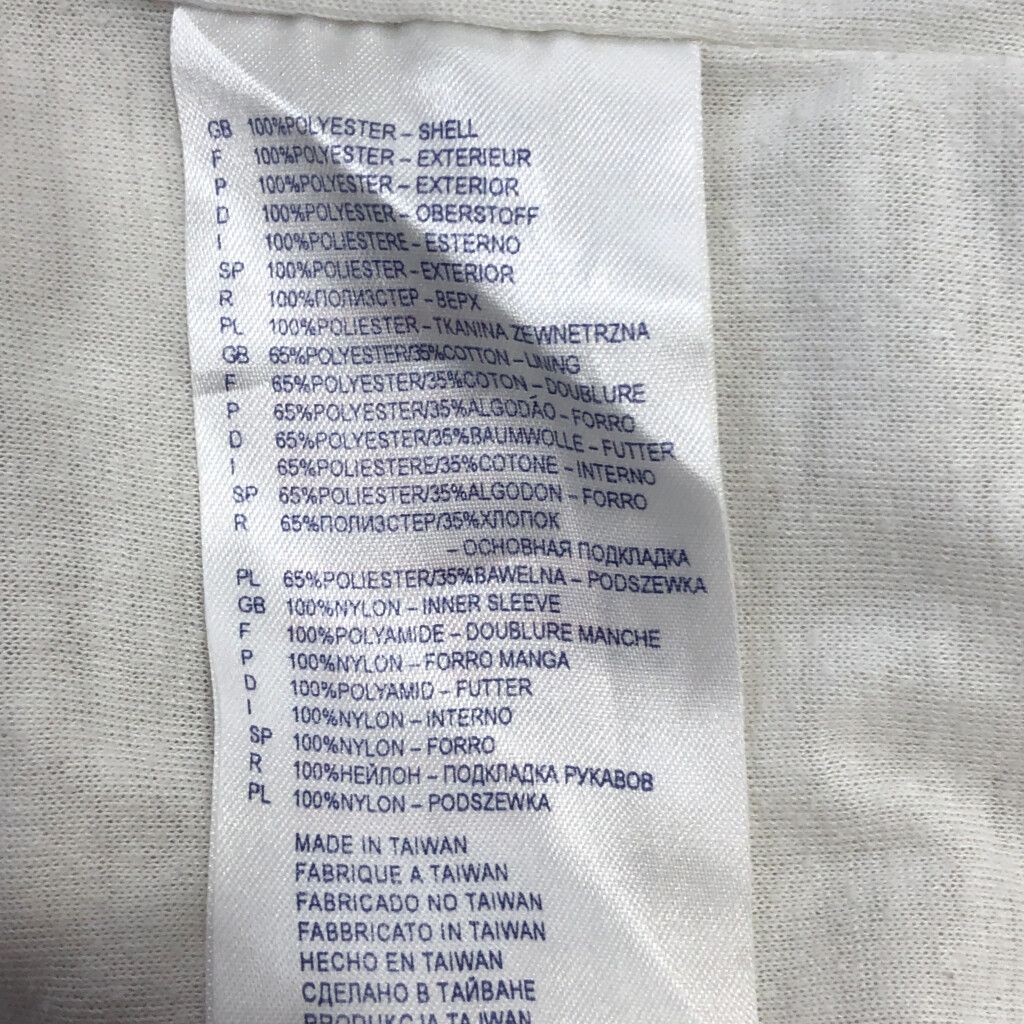 GB 100%POLYESTER – SHELL
F 100%POLYESTER – EXTERIEUR
P 100%POLYESTER – EXTERIOR
D 100%POLYESTER – OBERSTOFF
I 100%POLIESTERE – ESTERNO
SP 100%POLIESTER – EXTERIOR
R 100%ПОЛИЗСТЕР – ВЕРХ
PL 100%POLIESTER – TKANINA ZEWNETRZNA
GB 65%POLYESTER/35%COTTON – LINING
F 65%POLYESTER/35%COTON – DOUBLURE
P 65%POLYESTER/35%ALGODÃO – FORRO
D 65%POLYESTER/35%BAUMWOLLE – FUTTER
I 65%POLIESTERE/35%COTONE – INTERNO
SP 65%POLIESTER/35%ALGODON – FORRO
R 65%ПОЛИЗСТЕР/35%ХЛОПОК
– ОСНОВНАЯ ПОДКЛАДКА
PL 65%POLIESTER/35%BAWELNA – PODSZEWKA
GB 100%NYLON – INNER SLEEVE
F 100%POLYAMIDE – DOUBLURE MANCHE
P 100%NYLON – FORRO MANGA
D 100%POLYAMID – FUTTER
I 100%NYLON – INTERNO
SP 100%NYLON – FORRO
R 100%НЕЙЛОН – ПОДКЛАДКА РУКАВОВ
PL 100%NYLON – PODSZEWKA
MADE IN TAIWAN
FABRIQUE A TAIWAN
FABRICADO NO TAIWAN
FABBRICATO IN TAIWAN
HECHO EN TAIWAN
СДЕЛАНО В ТАЙВАНЕ
PRODUKCJA TAJWAN